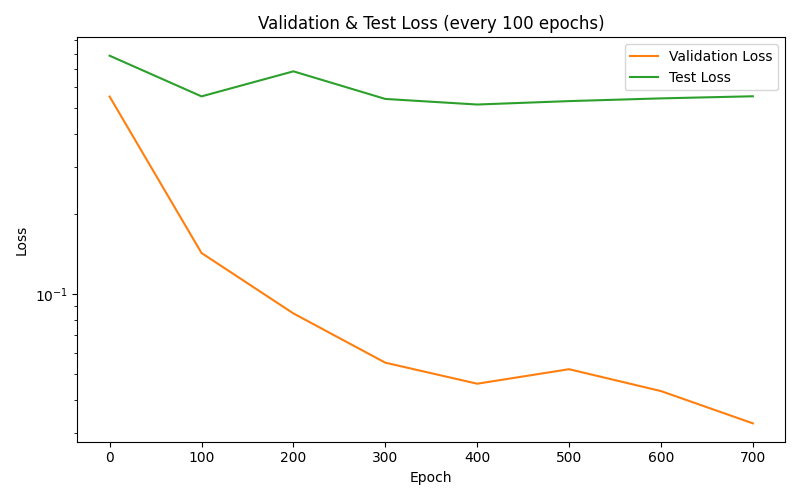 Validation & Test Loss (every 100 epochs)
Validation Loss
Test Loss
Loss
10⁻¹
0 100 200 300 400 500 600 700
Epoch